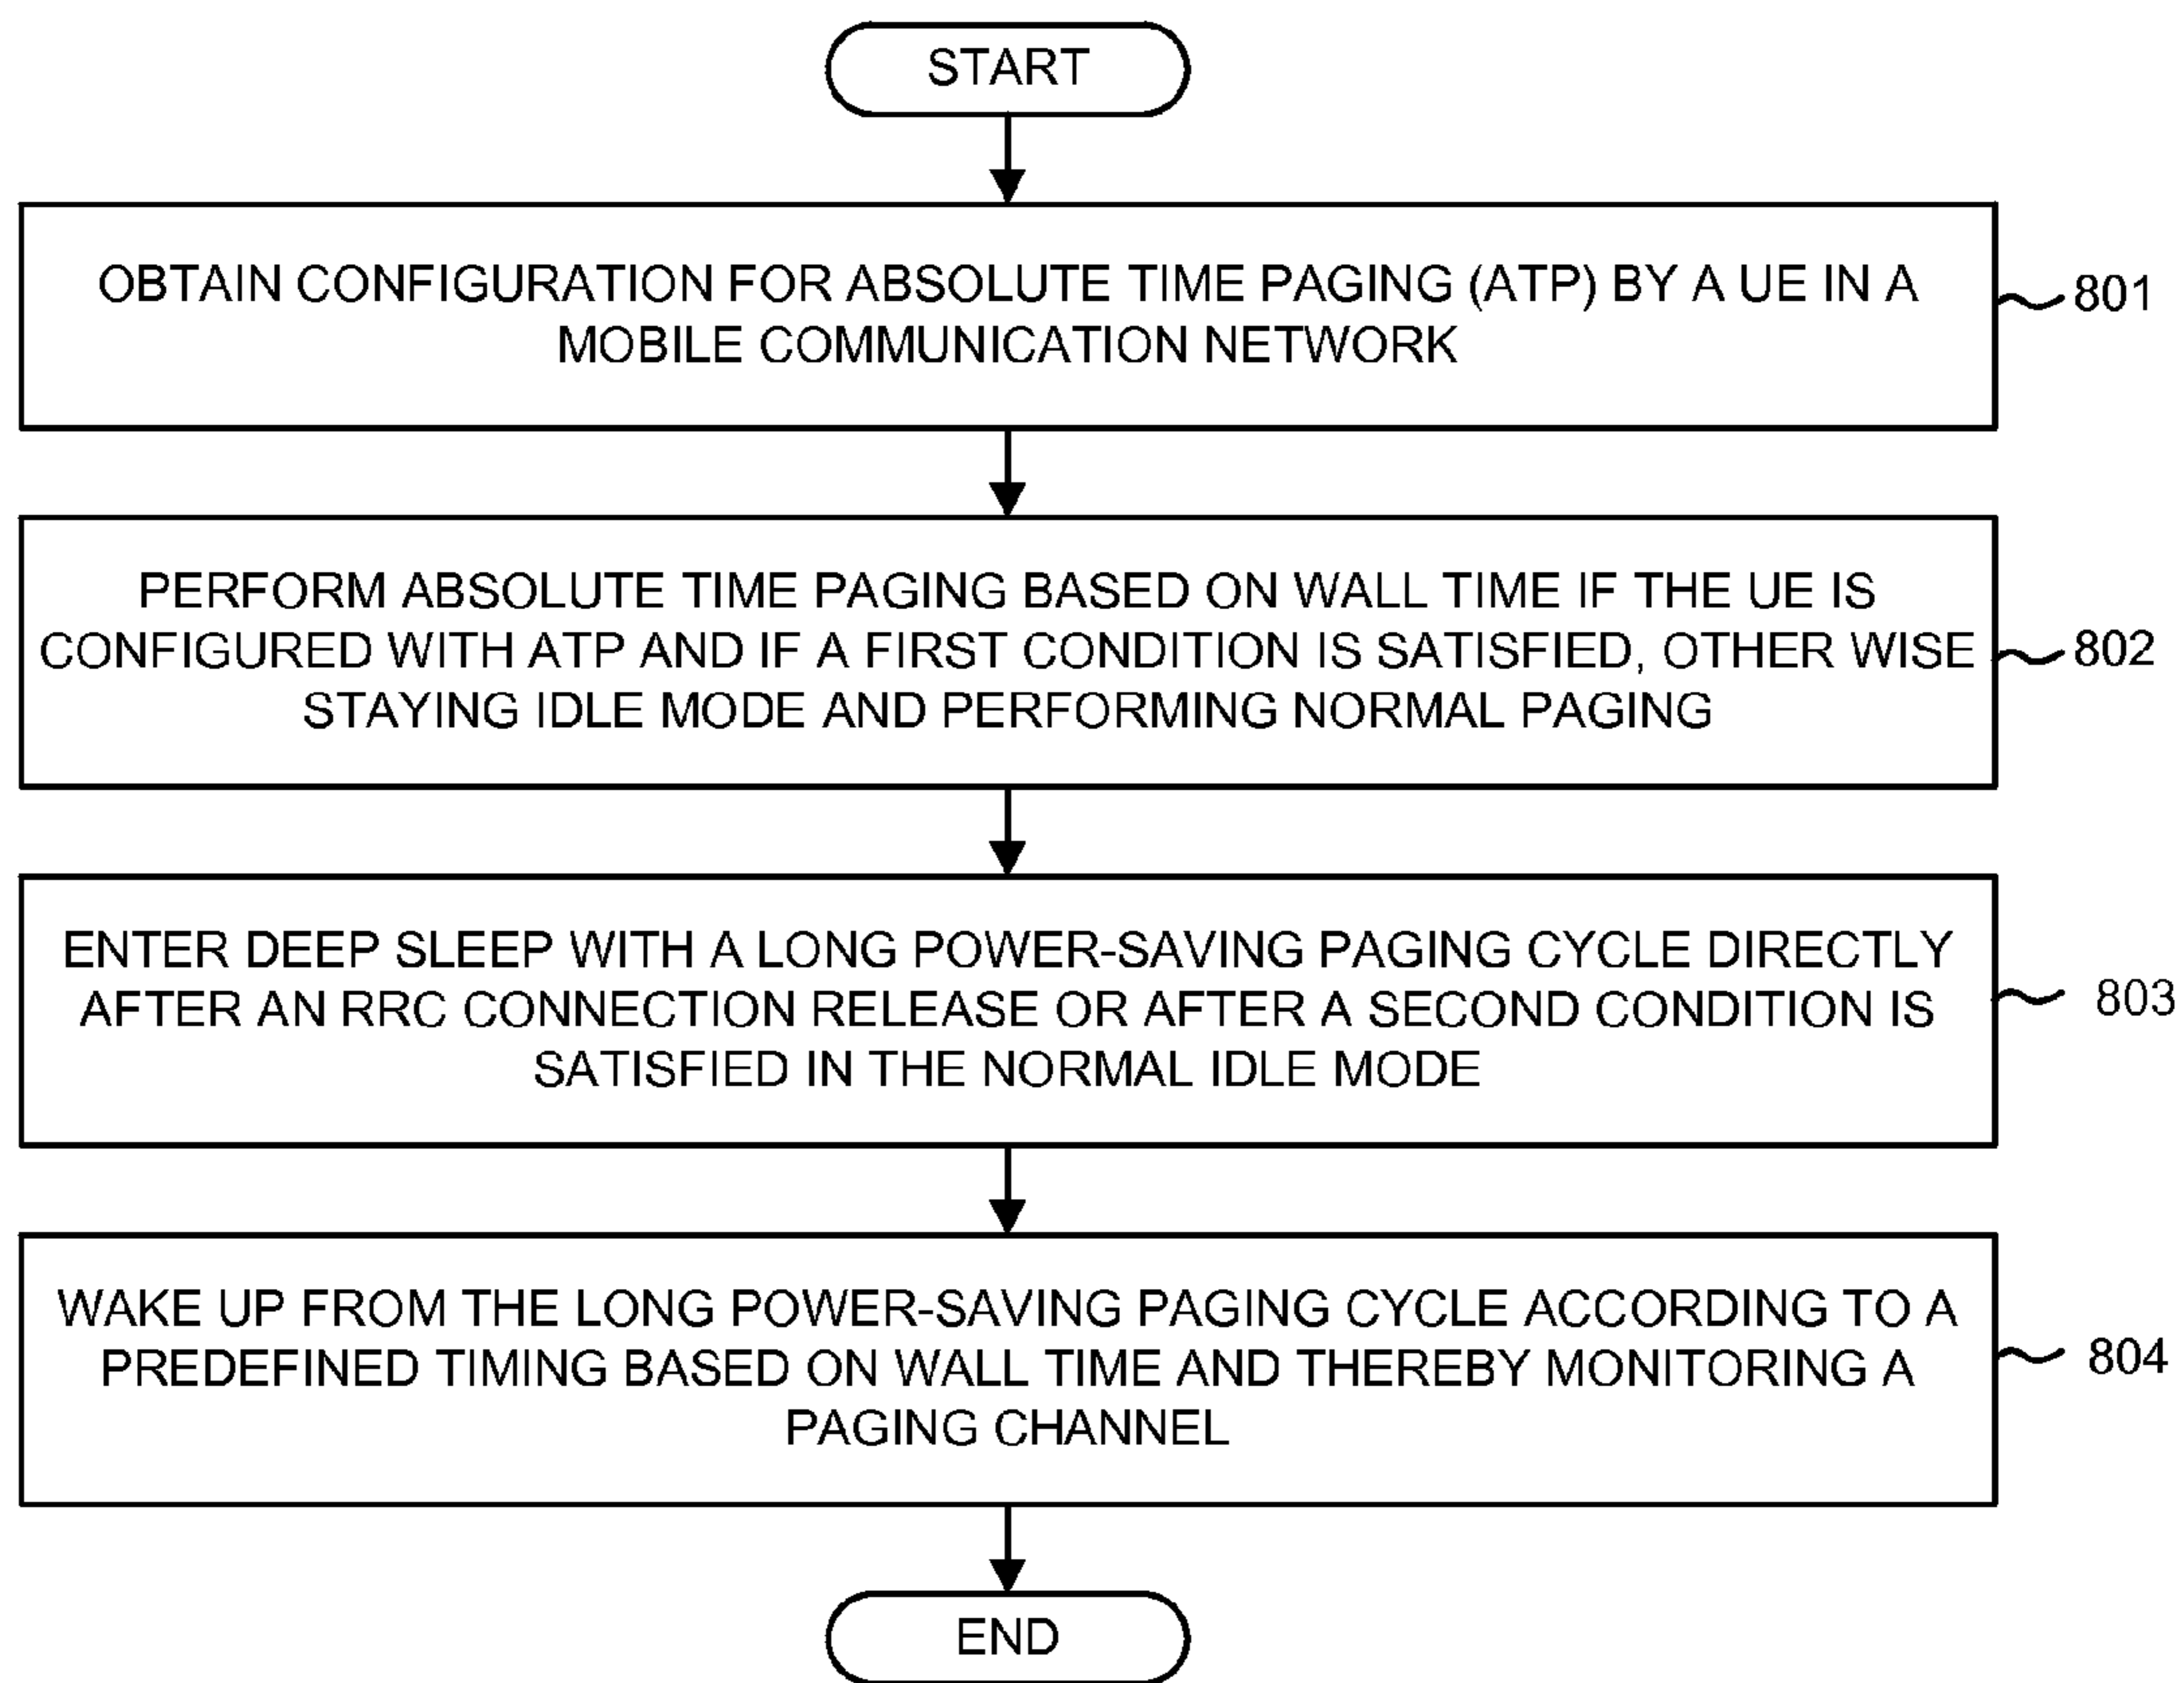 START
OBTAIN CONFIGURATION FOR ABSOLUTE TIME PAGING (ATP) BY A UE IN A
MOBILE COMMUNICATION NETWORK
801
PERFORM ABSOLUTE TIME PAGING BASED ON WALL TIME IF THE UE IS
CONFIGURED WITH ATP AND IF A FIRST CONDITION IS SATISFIED, OTHER WISE
STAYING IDLE MODE AND PERFORMING NORMAL PAGING
802
ENTER DEEP SLEEP WITH A LONG POWER-SAVING PAGING CYCLE DIRECTLY
AFTER AN RRC CONNECTION RELEASE OR AFTER A SECOND CONDITION IS
SATISFIED IN THE NORMAL IDLE MODE
803
WAKE UP FROM THE LONG POWER-SAVING PAGING CYCLE ACCORDING TO A
PREDEFINED TIMING BASED ON WALL TIME AND THEREBY MONITORING A
PAGING CHANNEL
804
END